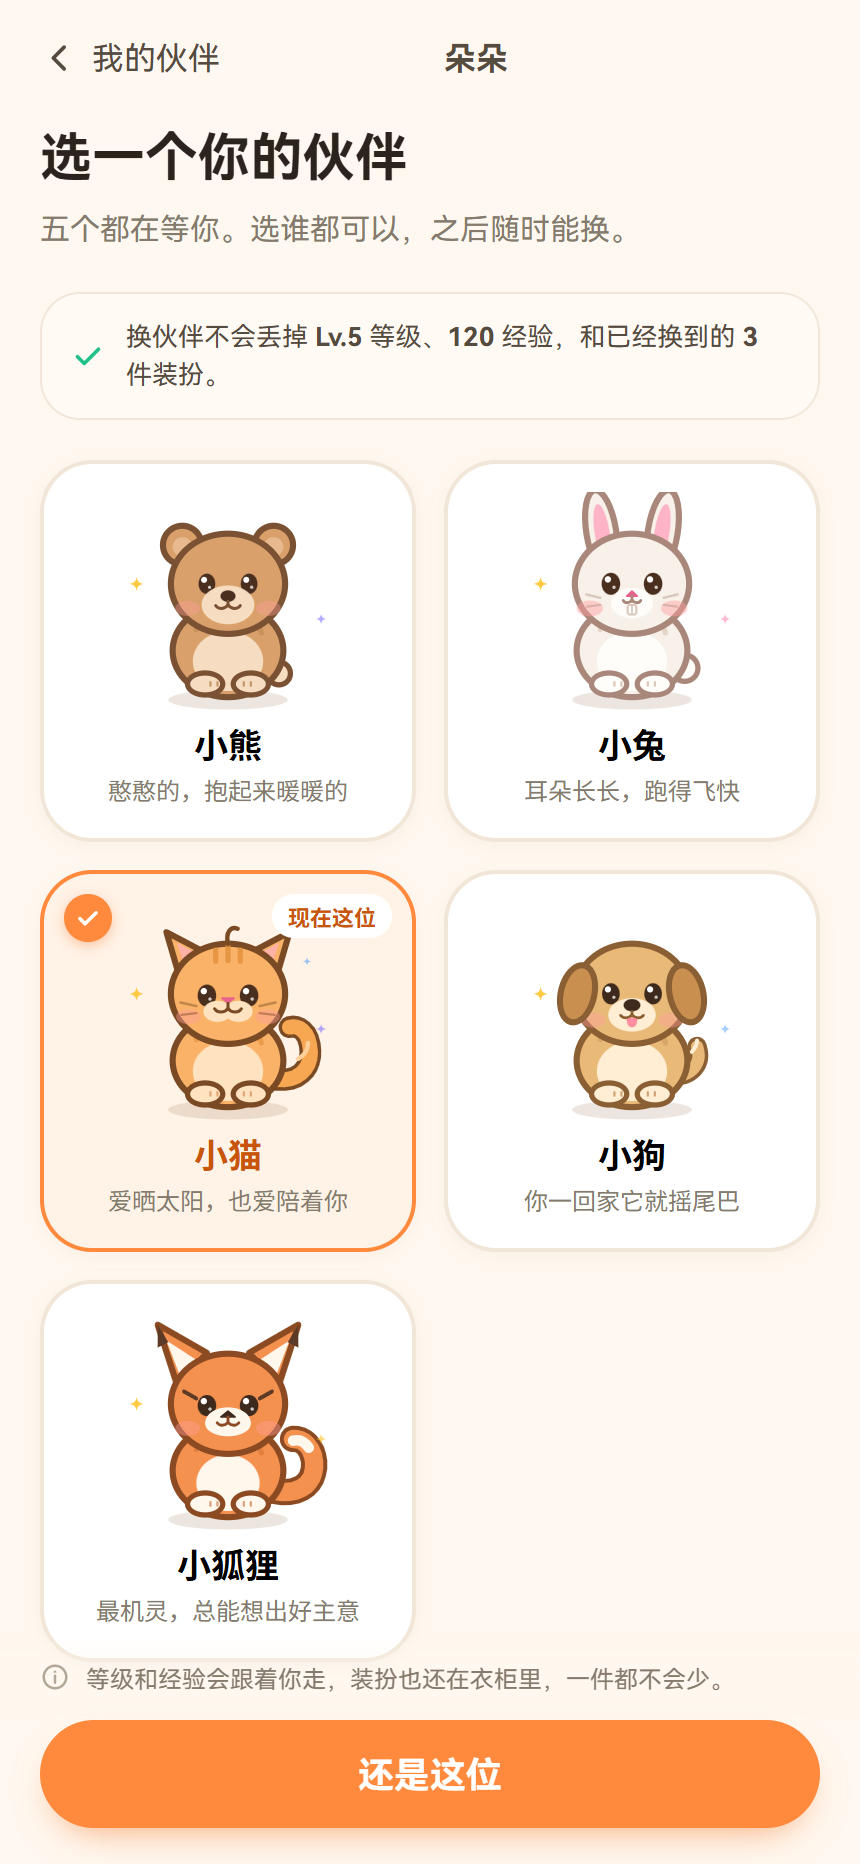 我的伙伴
朵朵
选一个你的伙伴
五个都在等你。选谁都可以，之后随时能换。
换伙伴不会丢掉 Lv.5 等级、120 经验，和已经换到的 3
件装扮。
小熊
憨憨的，抱起来暖暖的
小兔
耳朵长长，跑得飞快
现在这位
小猫
爱晒太阳，也爱陪着你
小狗
你一回家它就摇尾巴
小狐狸
最机灵，总能想出好主意
等级和经验会跟着你走，装扮也还在衣柜里，一件都不会少。
还是这位